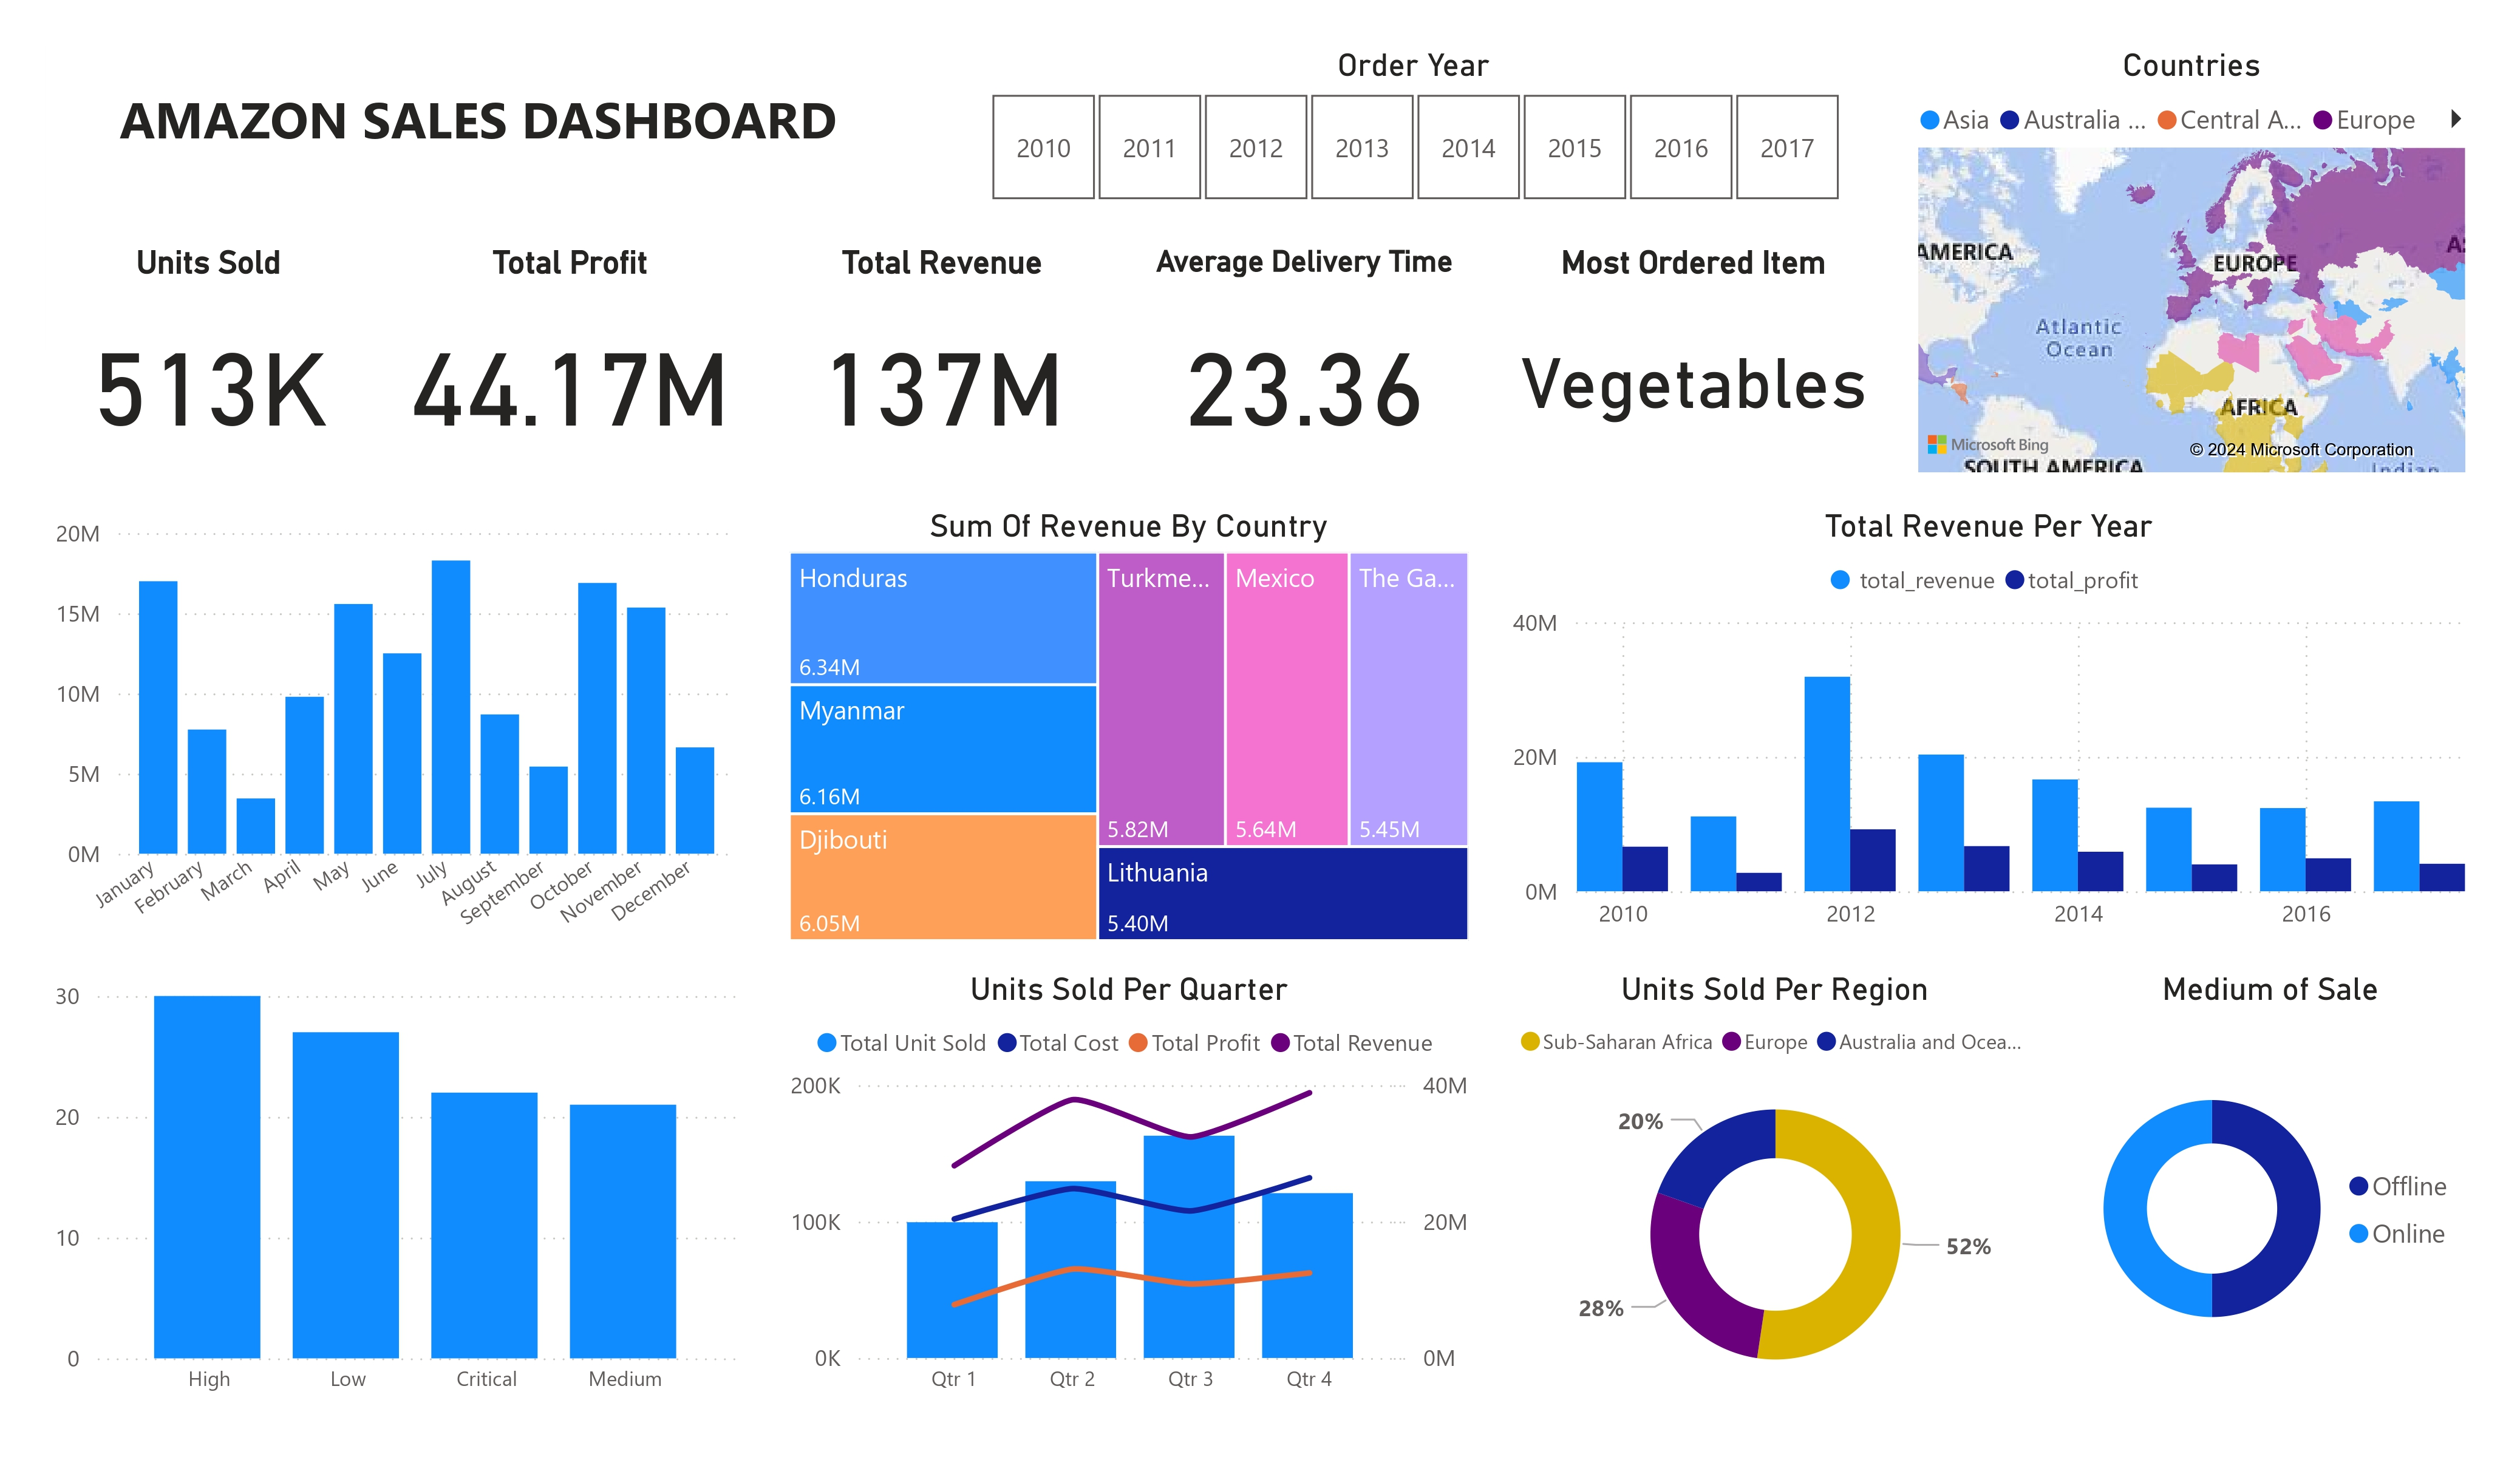 AMAZON SALES DASHBOARD
Order Year
2010 2011 2012 2013 2014 2015 2016 2017
Countries
Asia Australia ... Central A... Europe
AMERICA
EUROPE
Atlantic
Ocean
AFRICA
SOUTH AMERICA
Microsoft Bing
© 2024 Microsoft Corporation
Indian
Units Sold
513K
Total Profit
44.17M
Total Revenue
137M
Average Delivery Time
23.36
Most Ordered Item
Vegetables
20M
15M
10M
5M
0M
January February March April May June July August September October November December
Sum Of Revenue By Country
Honduras
6.34M
Myanmar
6.16M
Djibouti
6.05M
Turkme...
5.82M
Mexico
5.64M
The Ga...
5.45M
Lithuania
5.40M
Total Revenue Per Year
total_revenue total_profit
40M
20M
0M
2010 2012 2014 2016
30
20
10
0
High Low Critical Medium
Units Sold Per Quarter
Total Unit Sold Total Cost Total Profit Total Revenue
200K 40M
100K 20M
0K 0M
Qtr 1 Qtr 2 Qtr 3 Qtr 4
Units Sold Per Region
Sub-Saharan Africa Europe Australia and Ocea...
20%
52%
28%
Medium of Sale
Offline
Online